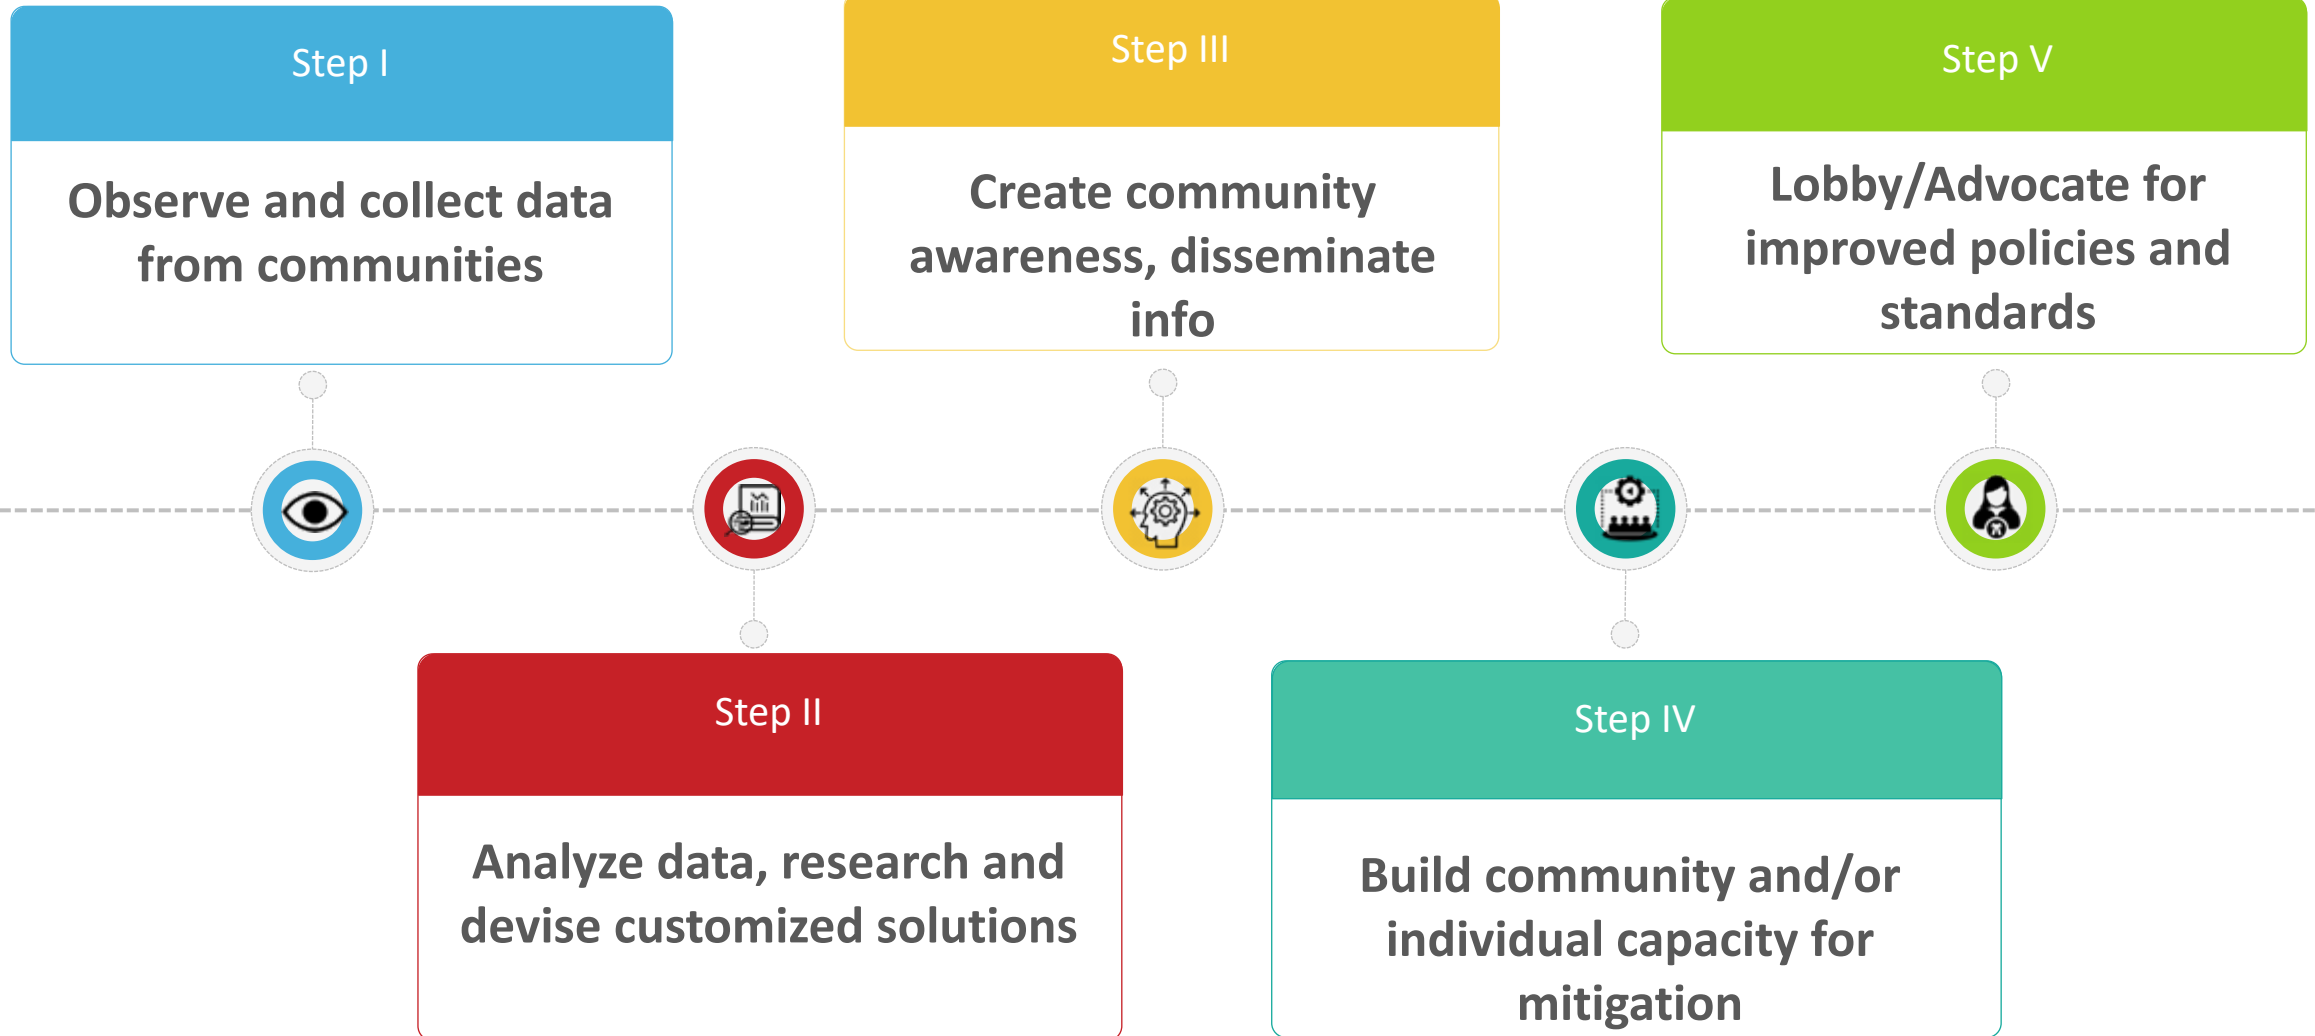 Step I
Observe and collect data
from communities
Step II
Analyze data, research and
devise customized solutions
Step III
Create community
awareness, disseminate
info
Step IV
Build community and/or
individual capacity for
mitigation
Step V
Lobby/Advocate for
improved policies and
standards